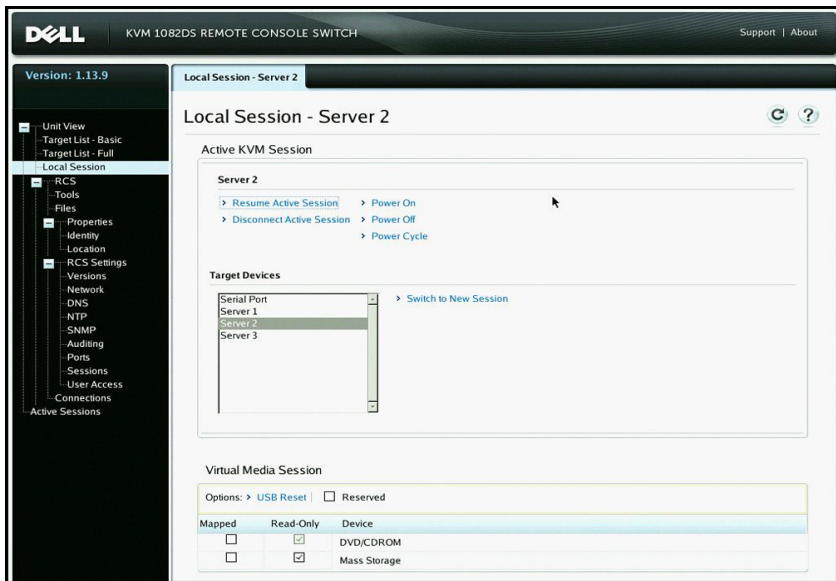 DELL KVM 1082DS REMOTE CONSOLE SWITCH Support | About
Version: 1.13.9
Local Session - Server 2
Unit View
Target List - Basic
Target List - Full
Local Session
RCS
Tools
Files
Properties
Identity
Location
RCS Settings
Versions
Network
DNS
NTP
SNMP
Auditing
Ports
Sessions
User Access
Connections
Active Sessions
Local Session - Server 2
Active KVM Session
Server 2
Resume Active Session Power On
Disconnect Active Session Power Off
Power Cycle
Target Devices
Serial Port
Server 1
Server 2
Server 3
Switch to New Session
Virtual Media Session
Options: USB Reset | Reserved
Mapped Read-Only Device
DVD/CDROM
Mass Storage